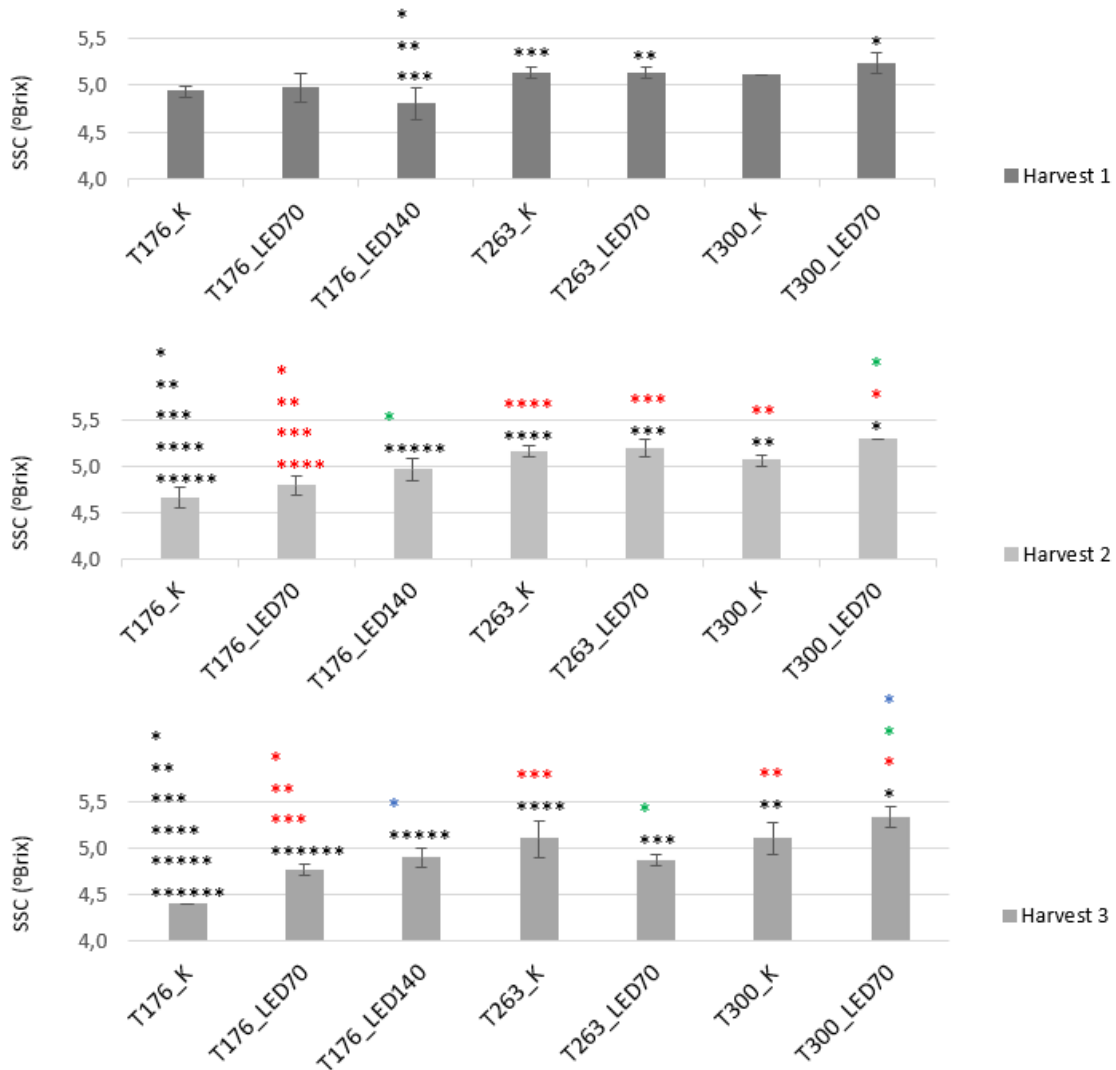 *
**
***
***
**
*
5,5
5,0
4,5
4,0
SSC (ºBrix)
Harvest 1
T176_K
T176_LED70
T176_LED140
T263_K
T263_LED70
T300_K
T300_LED70
*
**
***
****
*****
*
**
***
****
*
*****
****
****
***
***
**
**
*
*
*
5,5
5,0
4,5
4,0
SSC (ºBrix)
Harvest 2
T176_K
T176_LED70
T176_LED140
T263_K
T263_LED70
T300_K
T300_LED70
*
**
***
****
*****
******
*
**
***
******
*
*****
***
****
*
***
**
**
*
*
*
*
5,5
5,0
4,5
4,0
SSC (ºBrix)
Harvest 3
T176_K
T176_LED70
T176_LED140
T263_K
T263_LED70
T300_K
T300_LED70